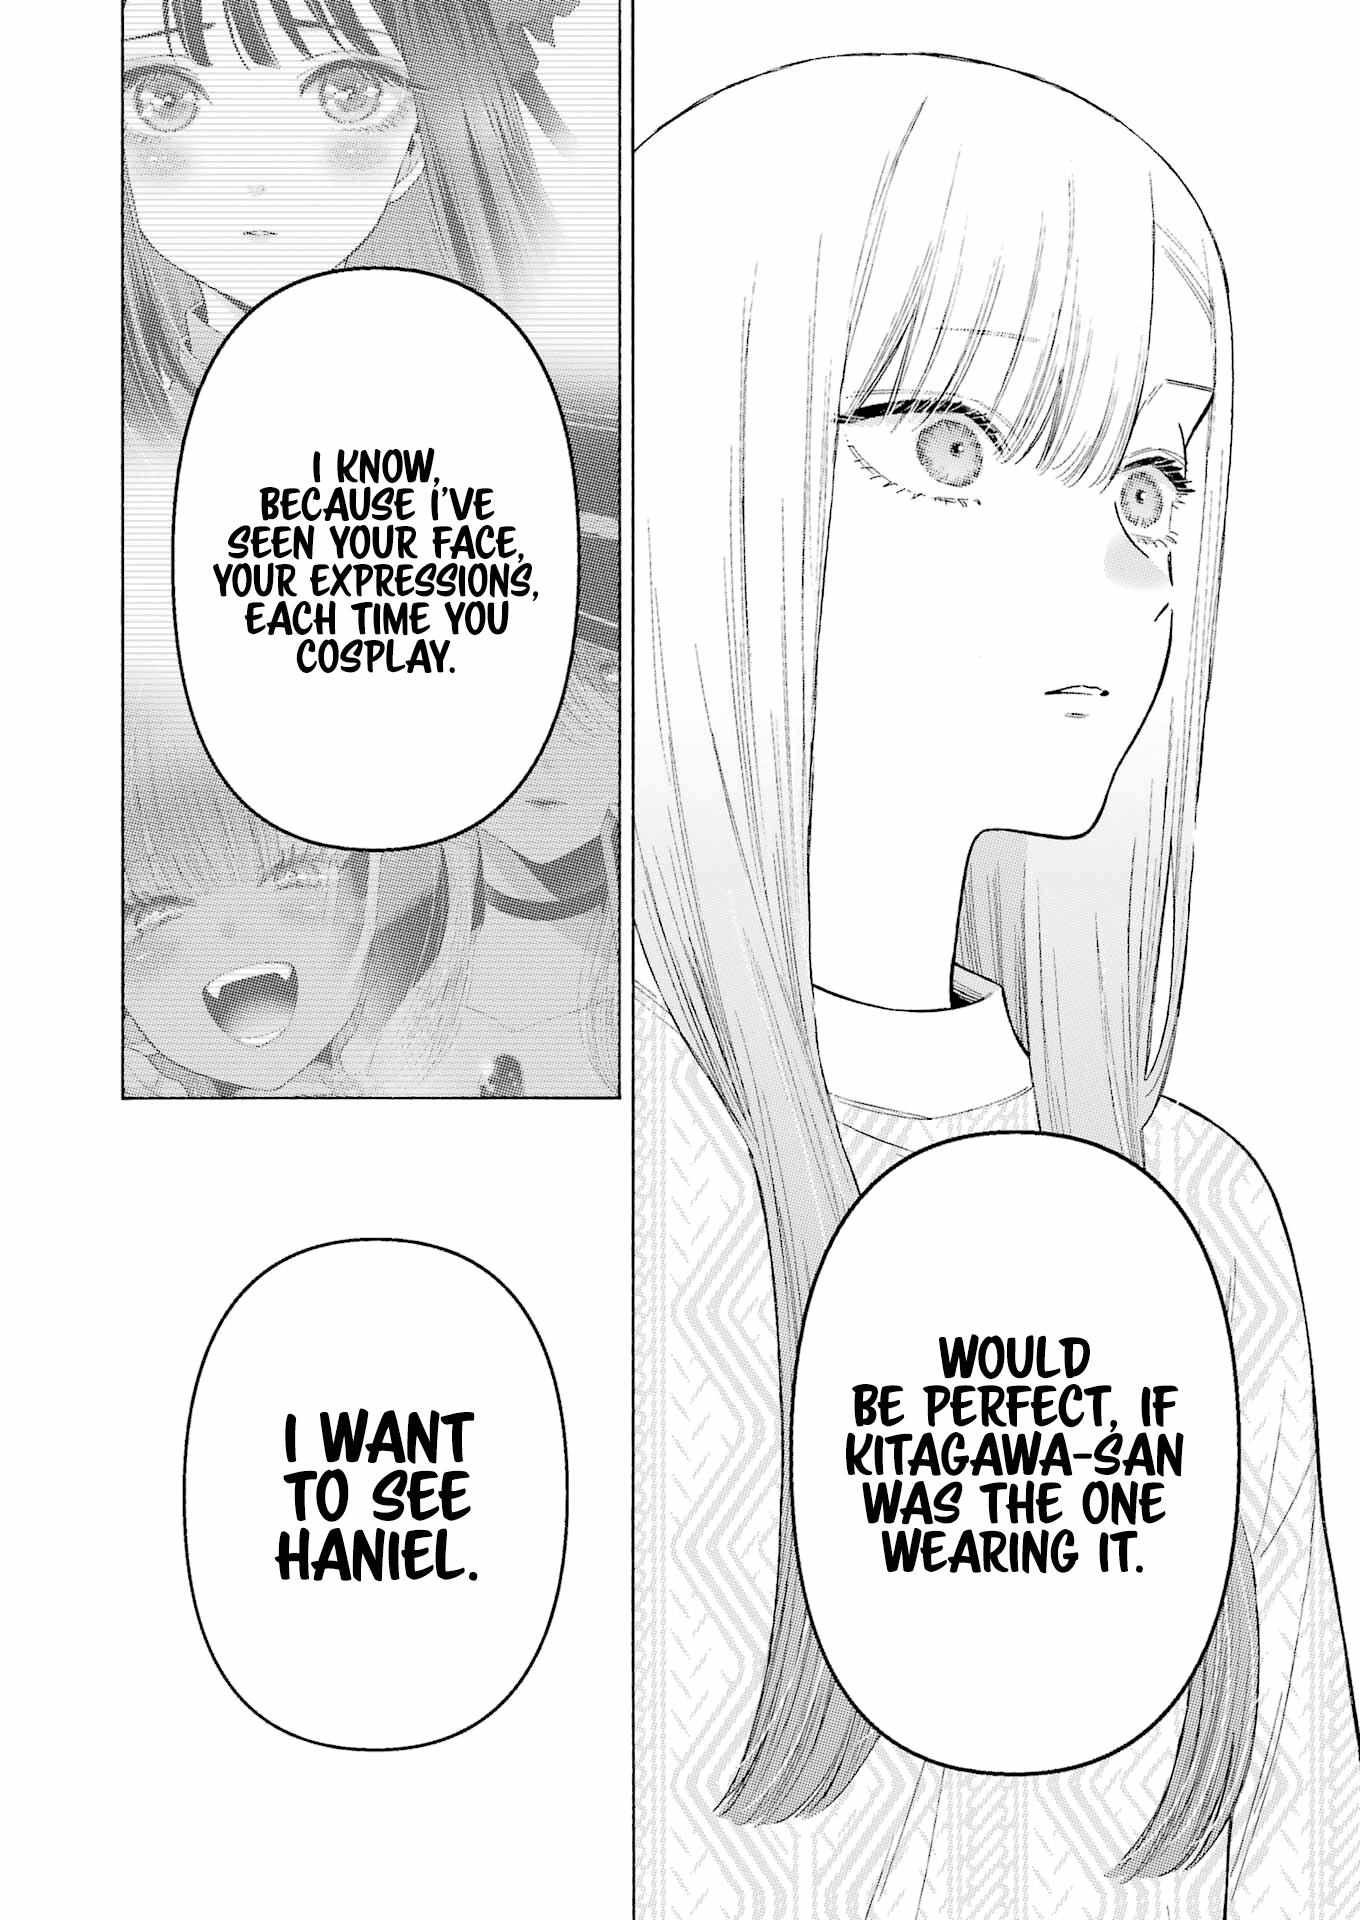 WOULD
BE PERFECT, IF
KITAGAWA-SAN
WAS THE ONE
WEARING IT.
I KNOW,
BECAUSE I'VE
SEEN YOUR FACE,
YOUR EXPRESSIONS,
EACH TIME YOU
COSPLAY.
I WANT
TO SEE
HANIEL.